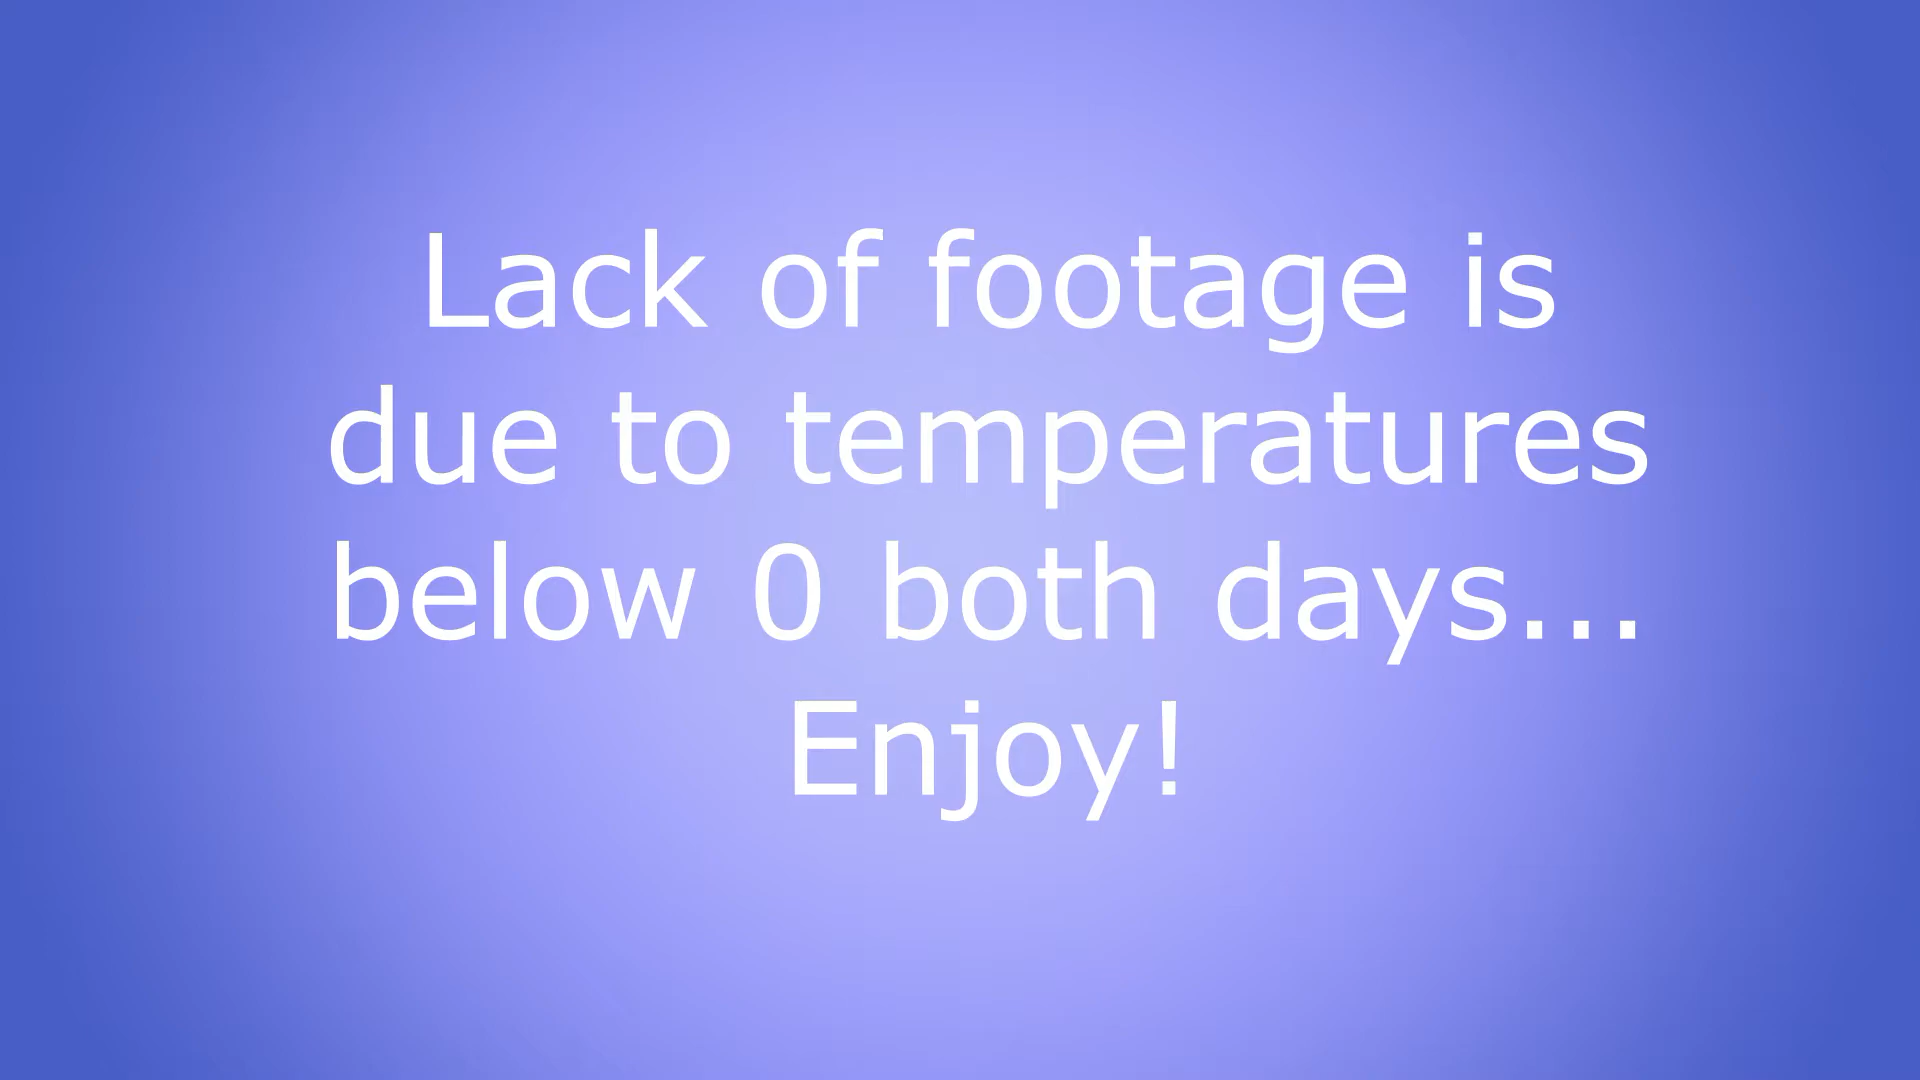 Lack of footage is
due to temperatures
below 0 both days...
Enjoy!